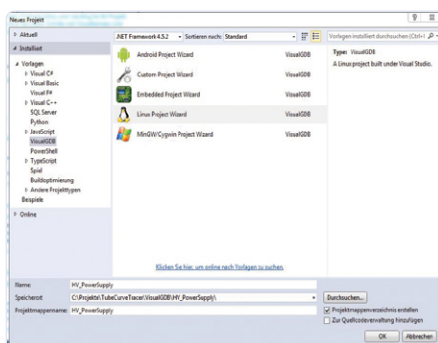 Neues Projekt
Aktuell
.NET Framework 4.5.2
Sortieren nach: Standard
Vorlagen installiert durchsuchen (Ctrl+
Installiert
Vorlagen
Visual C#
Visual Basic
Visual F#
Visual C++
SQL Server
Python
JavaScript
VisualGDB
PowerShell
TypeScript
Spiel
Buildoptimierung
Andere Projekttypen
Beispiele
Online
Android Project Wizard VisualGDB
Custom Project Wizard VisualGDB
Embedded Project Wizard VisualGDB
Linux Project Wizard VisualGDB
MinGW/Cygwin Project Wizard VisualGDB
Type: VisualGDB
A Linux project built under Visual Studio.
Klicken Sie hier, um online nach Vorlagen zu suchen.
Name: HV_PowerSupply
Speicherort: C:\Projekte\TubeCurveTracer\VisualGDB\HV_PowerSupply\
Durchsuchen...
Projektmappenname: HV_PowerSupply
Projektmappenverzeichnis erstellen
Zur Quellcodeverwaltung hinzufügen
OK Abbrechen